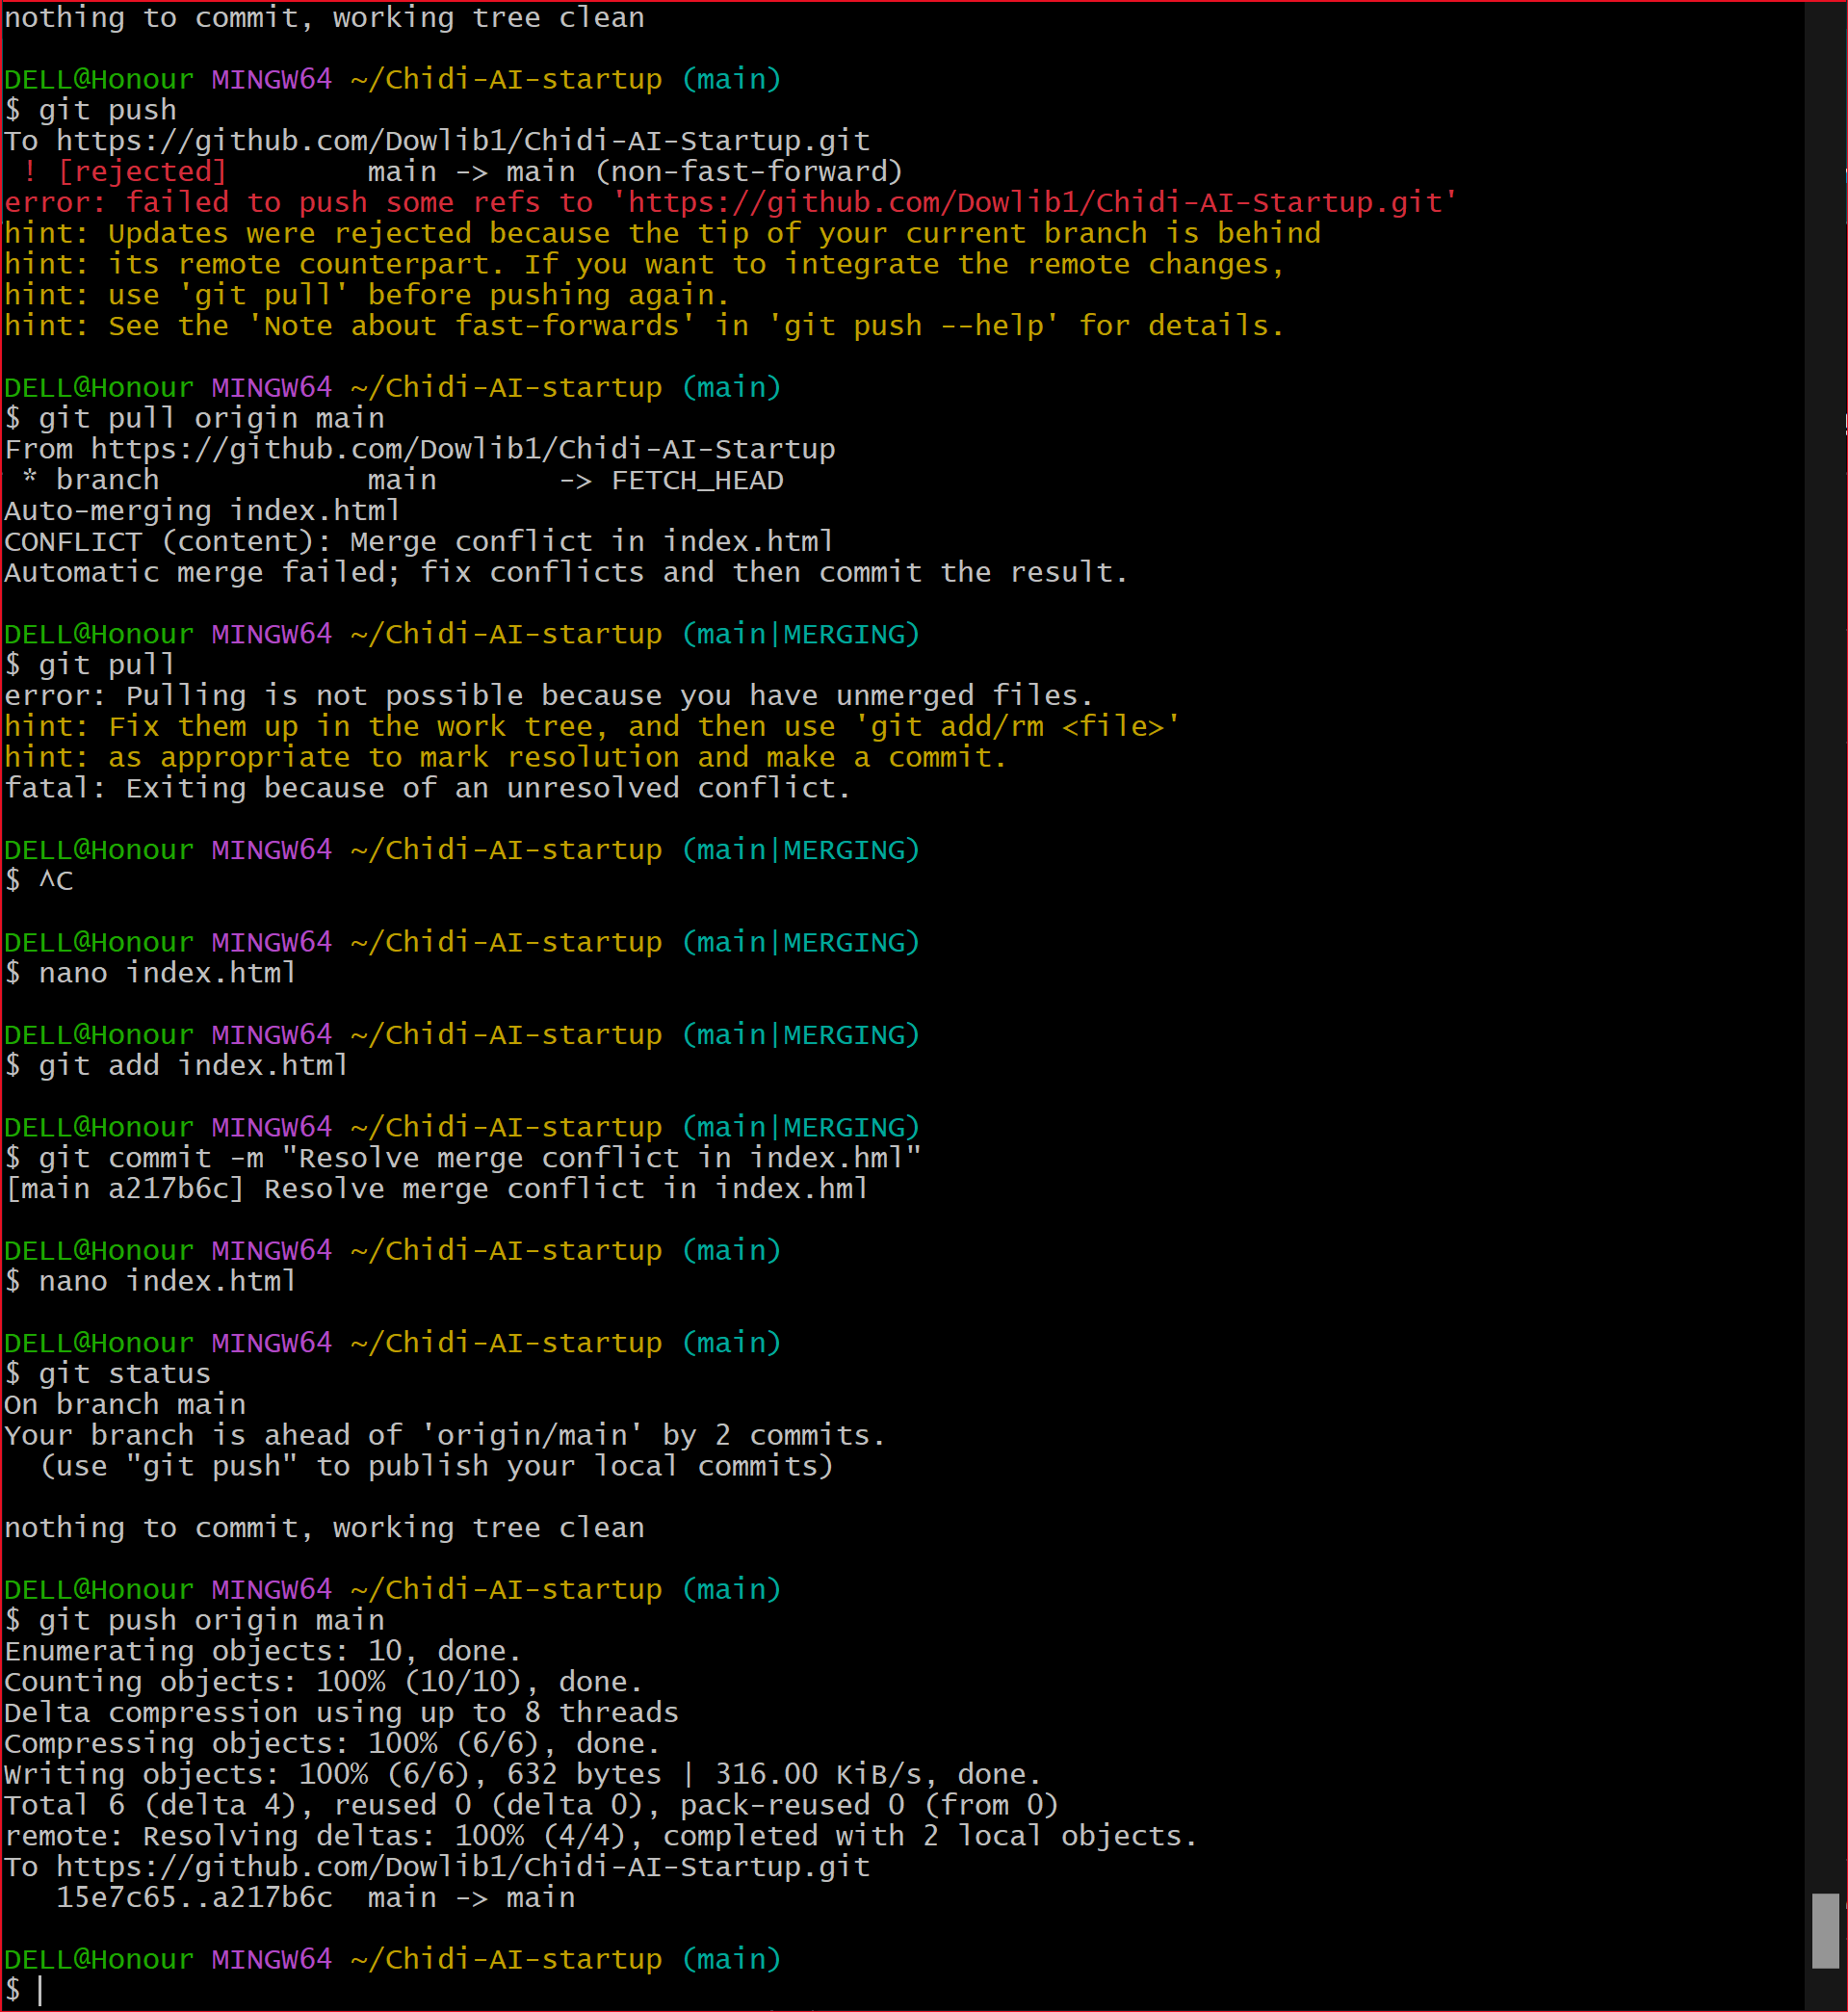 nothing to commit, working tree clean

DELL@Honour MINGW64 ~/Chidi-AI-startup (main)
$ git push
To https://github.com/Dowlib1/Chidi-AI-Startup.git
 ! [rejected]        main -> main (non-fast-forward)
error: failed to push some refs to 'https://github.com/Dowlib1/Chidi-AI-Startup.git'
hint: Updates were rejected because the tip of your current branch is behind
hint: its remote counterpart. If you want to integrate the remote changes,
hint: use 'git pull' before pushing again.
hint: See the 'Note about fast-forwards' in 'git push --help' for details.

DELL@Honour MINGW64 ~/Chidi-AI-startup (main)
$ git pull origin main
From https://github.com/Dowlib1/Chidi-AI-Startup
 * branch            main       -> FETCH_HEAD
Auto-merging index.html
CONFLICT (content): Merge conflict in index.html
Automatic merge failed; fix conflicts and then commit the result.

DELL@Honour MINGW64 ~/Chidi-AI-startup (main|MERGING)
$ git pull
error: Pulling is not possible because you have unmerged files.
hint: Fix them up in the work tree, and then use 'git add/rm <file>'
hint: as appropriate to mark resolution and make a commit.
fatal: Exiting because of an unresolved conflict.

DELL@Honour MINGW64 ~/Chidi-AI-startup (main|MERGING)
$ ^C

DELL@Honour MINGW64 ~/Chidi-AI-startup (main|MERGING)
$ nano index.html

DELL@Honour MINGW64 ~/Chidi-AI-startup (main|MERGING)
$ git add index.html

DELL@Honour MINGW64 ~/Chidi-AI-startup (main|MERGING)
$ git commit -m "Resolve merge conflict in index.hml"
[main a217b6c] Resolve merge conflict in index.hml

DELL@Honour MINGW64 ~/Chidi-AI-startup (main)
$ nano index.html

DELL@Honour MINGW64 ~/Chidi-AI-startup (main)
$ git status
On branch main
Your branch is ahead of 'origin/main' by 2 commits.
  (use "git push" to publish your local commits)

nothing to commit, working tree clean

DELL@Honour MINGW64 ~/Chidi-AI-startup (main)
$ git push origin main
Enumerating objects: 10, done.
Counting objects: 100% (10/10), done.
Delta compression using up to 8 threads
Compressing objects: 100% (6/6), done.
Writing objects: 100% (6/6), 632 bytes | 316.00 KiB/s, done.
Total 6 (delta 4), reused 0 (delta 0), pack-reused 0 (from 0)
remote: Resolving deltas: 100% (4/4), completed with 2 local objects.
To https://github.com/Dowlib1/Chidi-AI-Startup.git
   15e7c65..a217b6c  main -> main

DELL@Honour MINGW64 ~/Chidi-AI-startup (main)
$